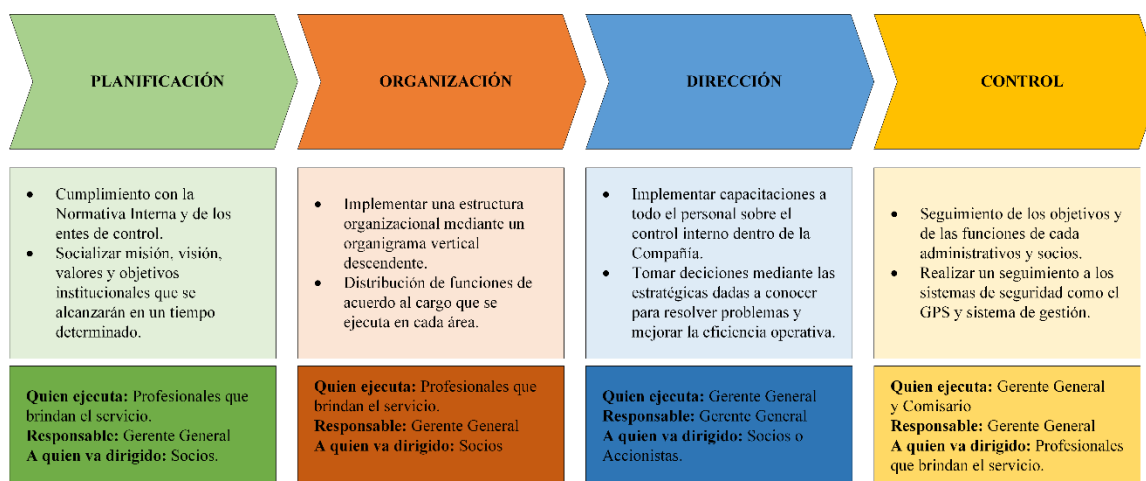 PLANIFICACIÓN
ORGANIZACIÓN
DIRECCIÓN
CONTROL
• Cumplimiento con la
Normativa Interna y de los
entes de control.
• Socializar misión, visión,
valores y objetivos
institucionales que se
alcanzarán en un tiempo
determinado.
• Implementar una estructura
organizacional mediante un
organigrama vertical
descendente.
• Distribución de funciones de
acuerdo al cargo que se
ejecuta en cada área.
• Implementar capacitaciones a
todo el personal sobre el
control interno dentro de la
Compañía.
• Tomar deciciones mediante las
estratégicas dadas a conocer
para resolver problemas y
mejorar la eficiencia operativa.
• Seguimiento de los objetivos y
de las funciones de cada
administrativos y socios.
• Realizar un seguimiento a los
sistemas de seguridad como el
GPS y sistema de gestión.
Quien ejecuta: Profesionales que
brindan el servicio.
Responsable: Gerente General
A quien va dirigido: Socios.
Quien ejecuta: Profesionales que
brindan el servicio.
Responsable: Gerente General
A quien va dirigido: Socios
Quien ejecuta: Gerente General
Responsable: Gerente General
A quien va dirigido: Socios o
Accionistas.
Quien ejecuta: Gerente General
y Comisario
Responsable: Gerente General
A quien va dirigido: Profesionales
que brindan el servicio.